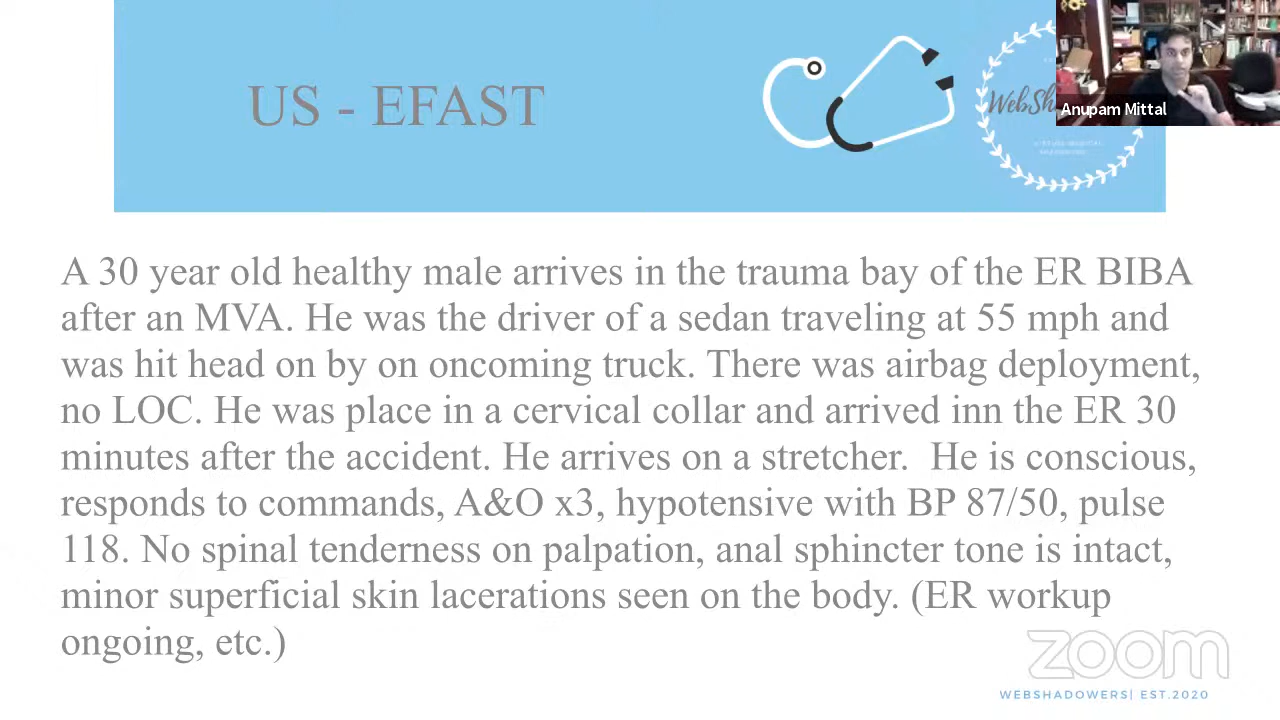 US - EFAST
Anupam Mittal
A 30 year old healthy male arrives in the trauma bay of the ER BIBA
after an MVA. He was the driver of a sedan traveling at 55 mph and
was hit head on by on oncoming truck. There was airbag deployment,
no LOC. He was place in a cervical collar and arrived inn the ER 30
minutes after the accident. He arrives on a stretcher.  He is conscious,
responds to commands, A&O x3, hypotensive with BP 87/50, pulse
118. No spinal tenderness on palpation, anal sphincter tone is intact,
minor superficial skin lacerations seen on the body. (ER workup
ongoing, etc.)
zoom
WEBSHADOWERS| EST.2020